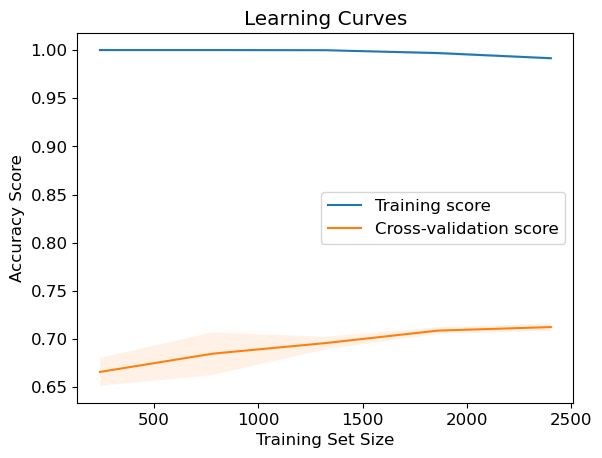 Learning Curves
1.00
0.95
0.90
0.85
0.80
0.75
0.70
0.65
Accuracy Score
Training score
Cross-validation score
500 1000 1500 2000 2500
Training Set Size